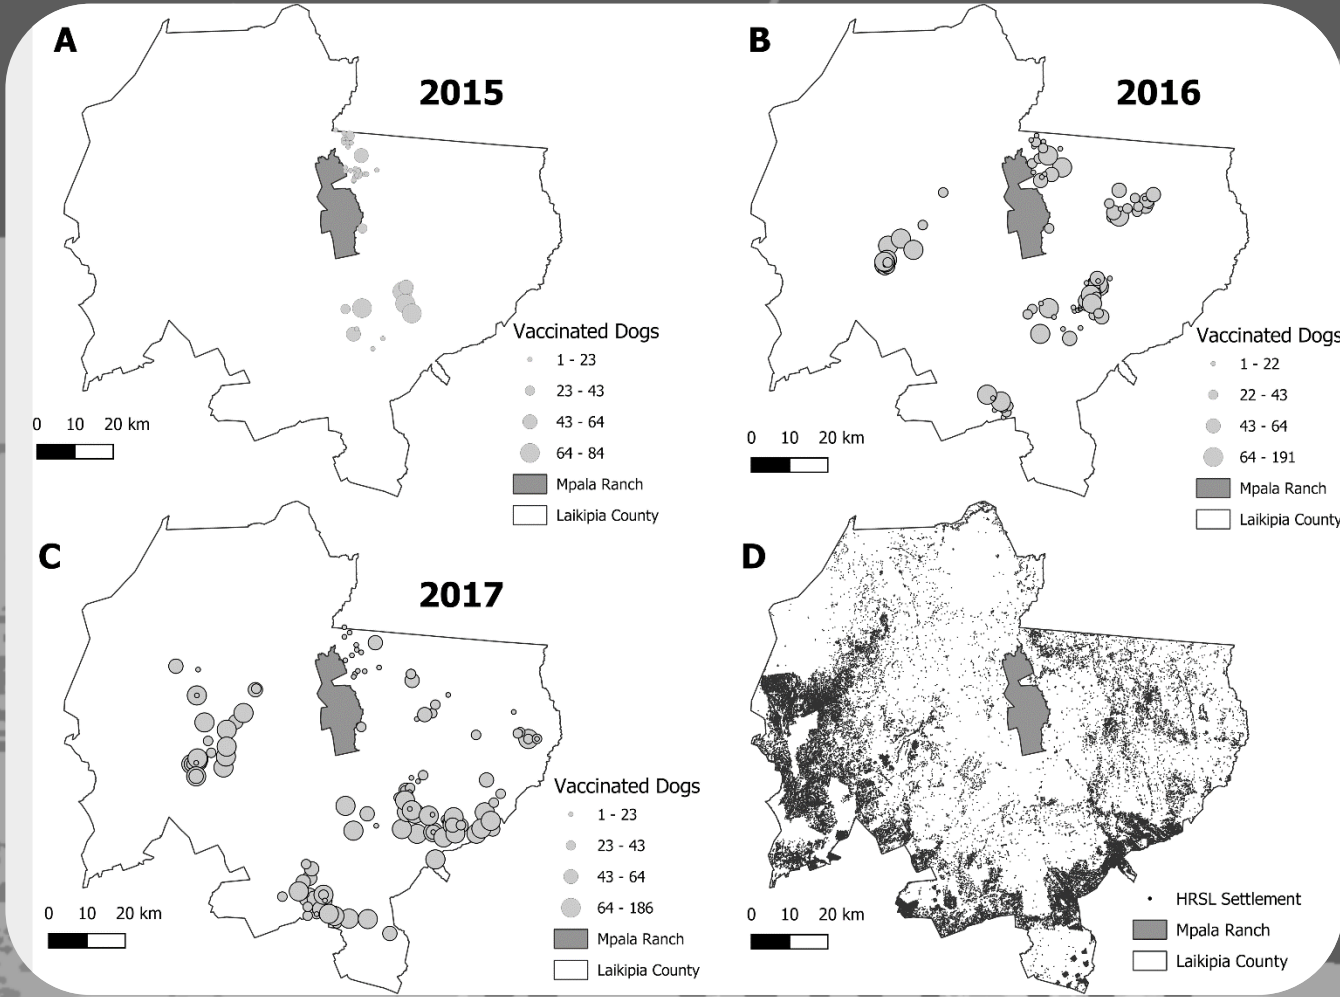 A
2015
Vaccinated Dogs
1 - 23
23 - 43
43 - 64
64 - 84
Mpala Ranch
Laikipia County
0 10 20 km
B
2016
Vaccinated Dogs
1 - 22
22 - 43
43 - 64
64 - 191
Mpala Ranch
Laikipia County
0 10 20 km
C
2017
Vaccinated Dogs
1 - 23
23 - 43
43 - 64
64 - 186
Mpala Ranch
Laikipia County
0 10 20 km
D
HRSL Settlement
Mpala Ranch
Laikipia County
0 10 20 km